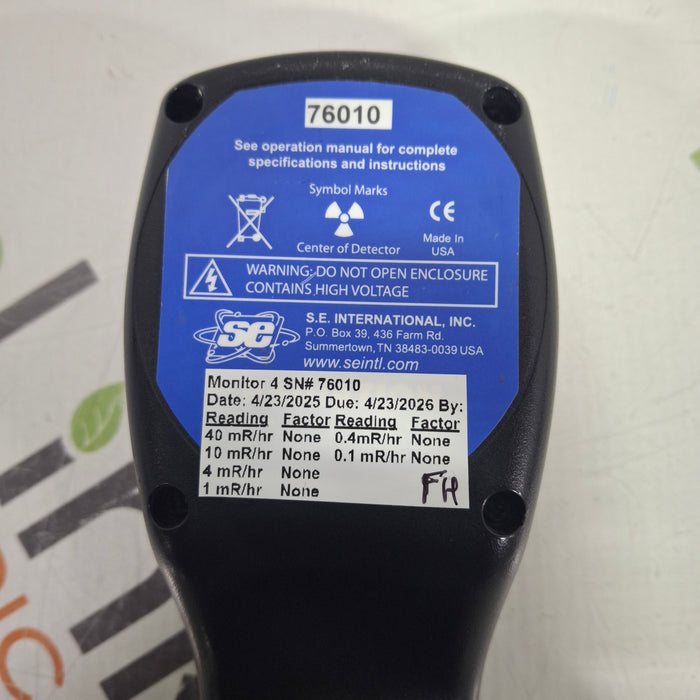 76010
See operation manual for complete
specifications and instructions
Symbol Marks
CE
Center of Detector
Made In
USA
WARNING: DO NOT OPEN ENCLOSURE
CONTAINS HIGH VOLTAGE
se
S.E. INTERNATIONAL, INC.
P.O. Box 39, 436 Farm Rd.
Summertown, TN 38483-0039 USA
www.seintl.com
Monitor 4 SN# 76010
Date: 4/23/2025 Due: 4/23/2026 By:
Reading Factor Reading Factor
40 mR/hr None 0.4mR/hr None
10 mR/hr None 0.1 mR/hr None
4 mR/hr None
1 mR/hr None
FH